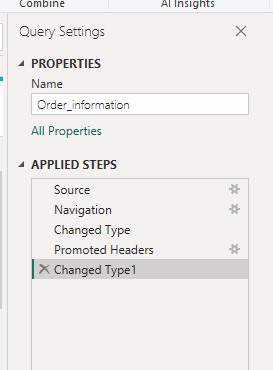 Combine
AI Insights
Query Settings
PROPERTIES
Name
Order_information
All Properties
APPLIED STEPS
Source
Navigation
Changed Type
Promoted Headers
Changed Type1